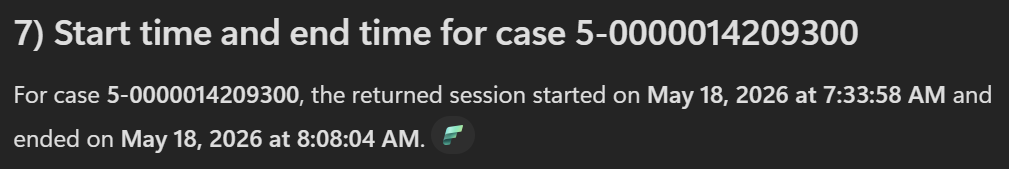 7) Start time and end time for case 5-0000014209300
For case 5-0000014209300, the returned session started on May 18, 2026 at 7:33:58 AM and
ended on May 18, 2026 at 8:08:04 AM.